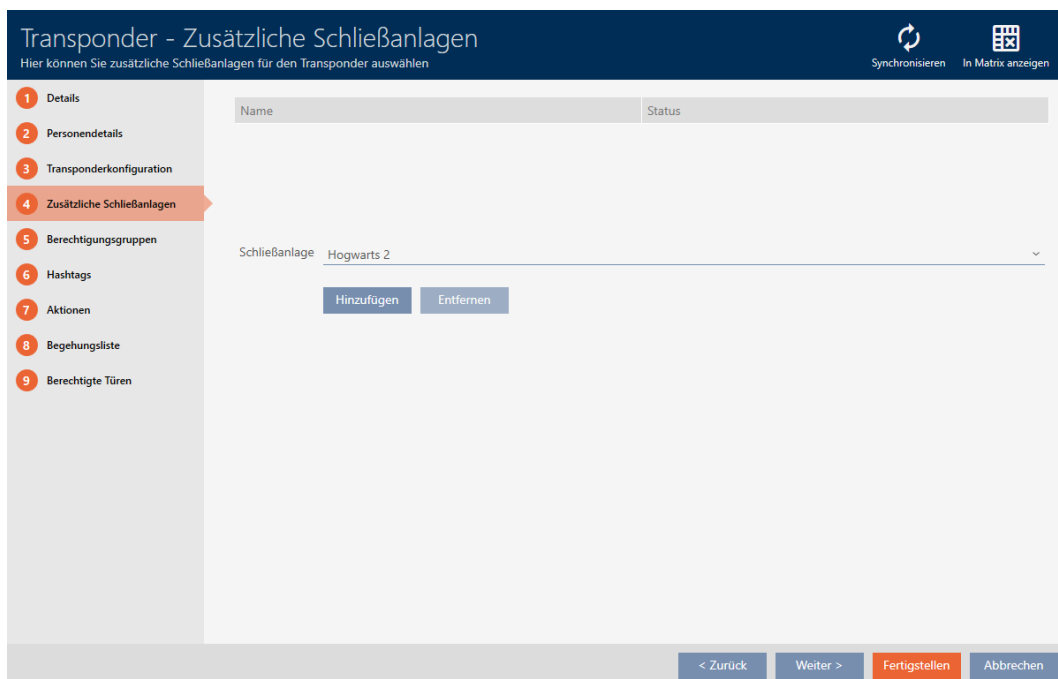 Transponder - Zusätzliche Schließanlagen
Hier können Sie zusätzliche Schließanlagen für den Transponder auswählen
Synchronisieren
In Matrix anzeigen
1 Details
2 Personendetails
3 Transponderkonfiguration
4 Zusätzliche Schließanlagen
5 Berechtigungsgruppen
6 Hashtags
7 Aktionen
8 Begehungsliste
9 Berechtigte Türen
Name Status
Schließanlage Hogwarts 2
Hinzufügen Entfernen
< Zurück Weiter > Fertigstellen Abbrechen